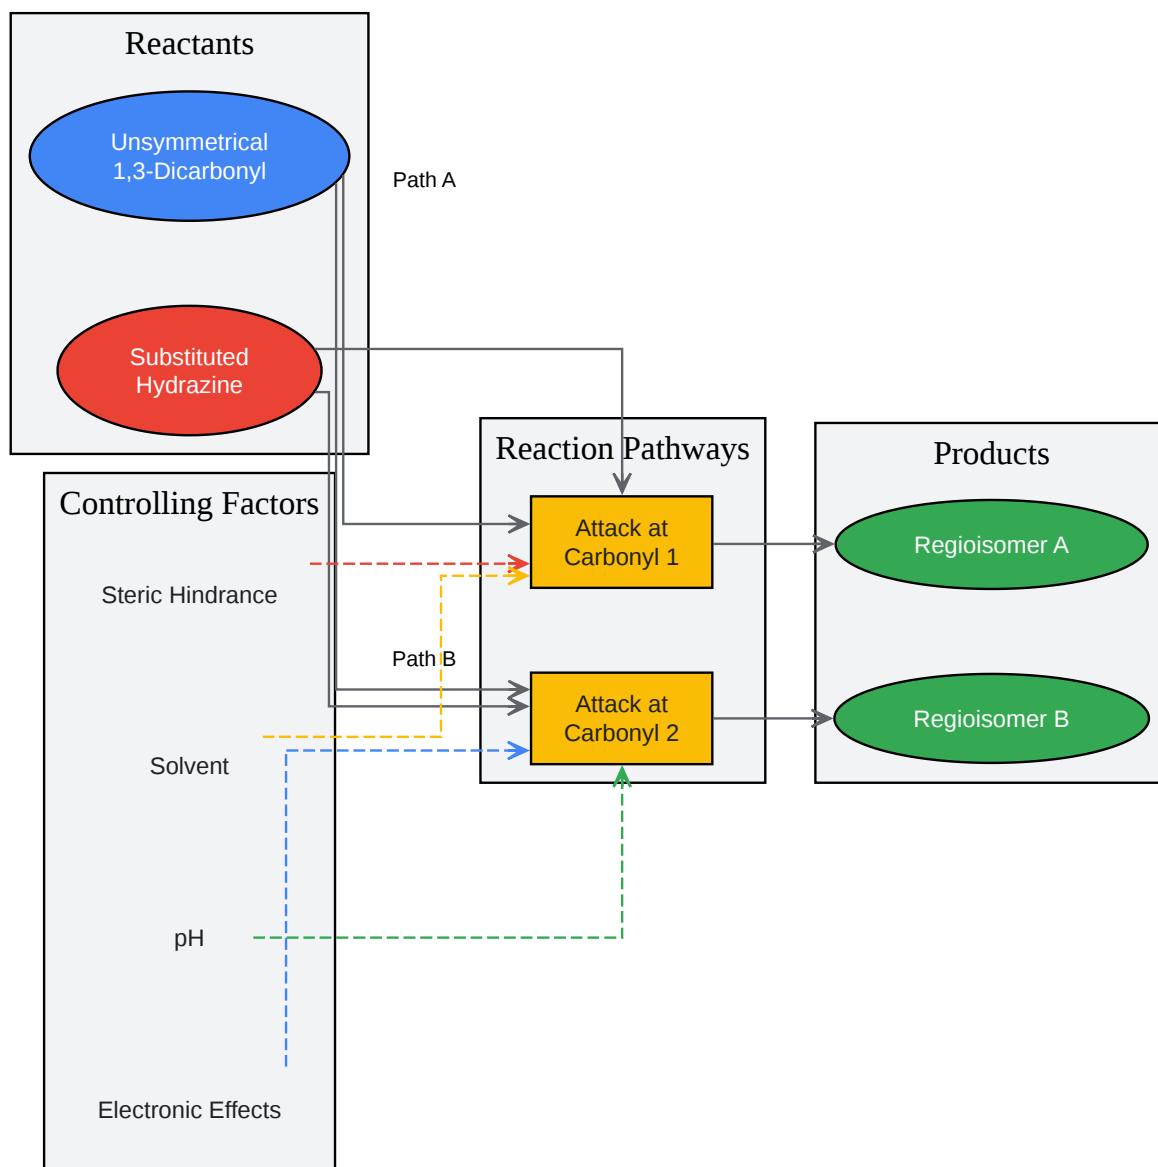 Reactants
Unsymmetrical
1,3-Dicarbonyl
Path A
Substituted
Hydrazine
Controlling Factors
Steric Hindrance
Path B
Solvent
pH
Electronic Effects
Reaction Pathways
Attack at
Carbonyl 1
Attack at
Carbonyl 2
Products
Regioisomer A
Regioisomer B